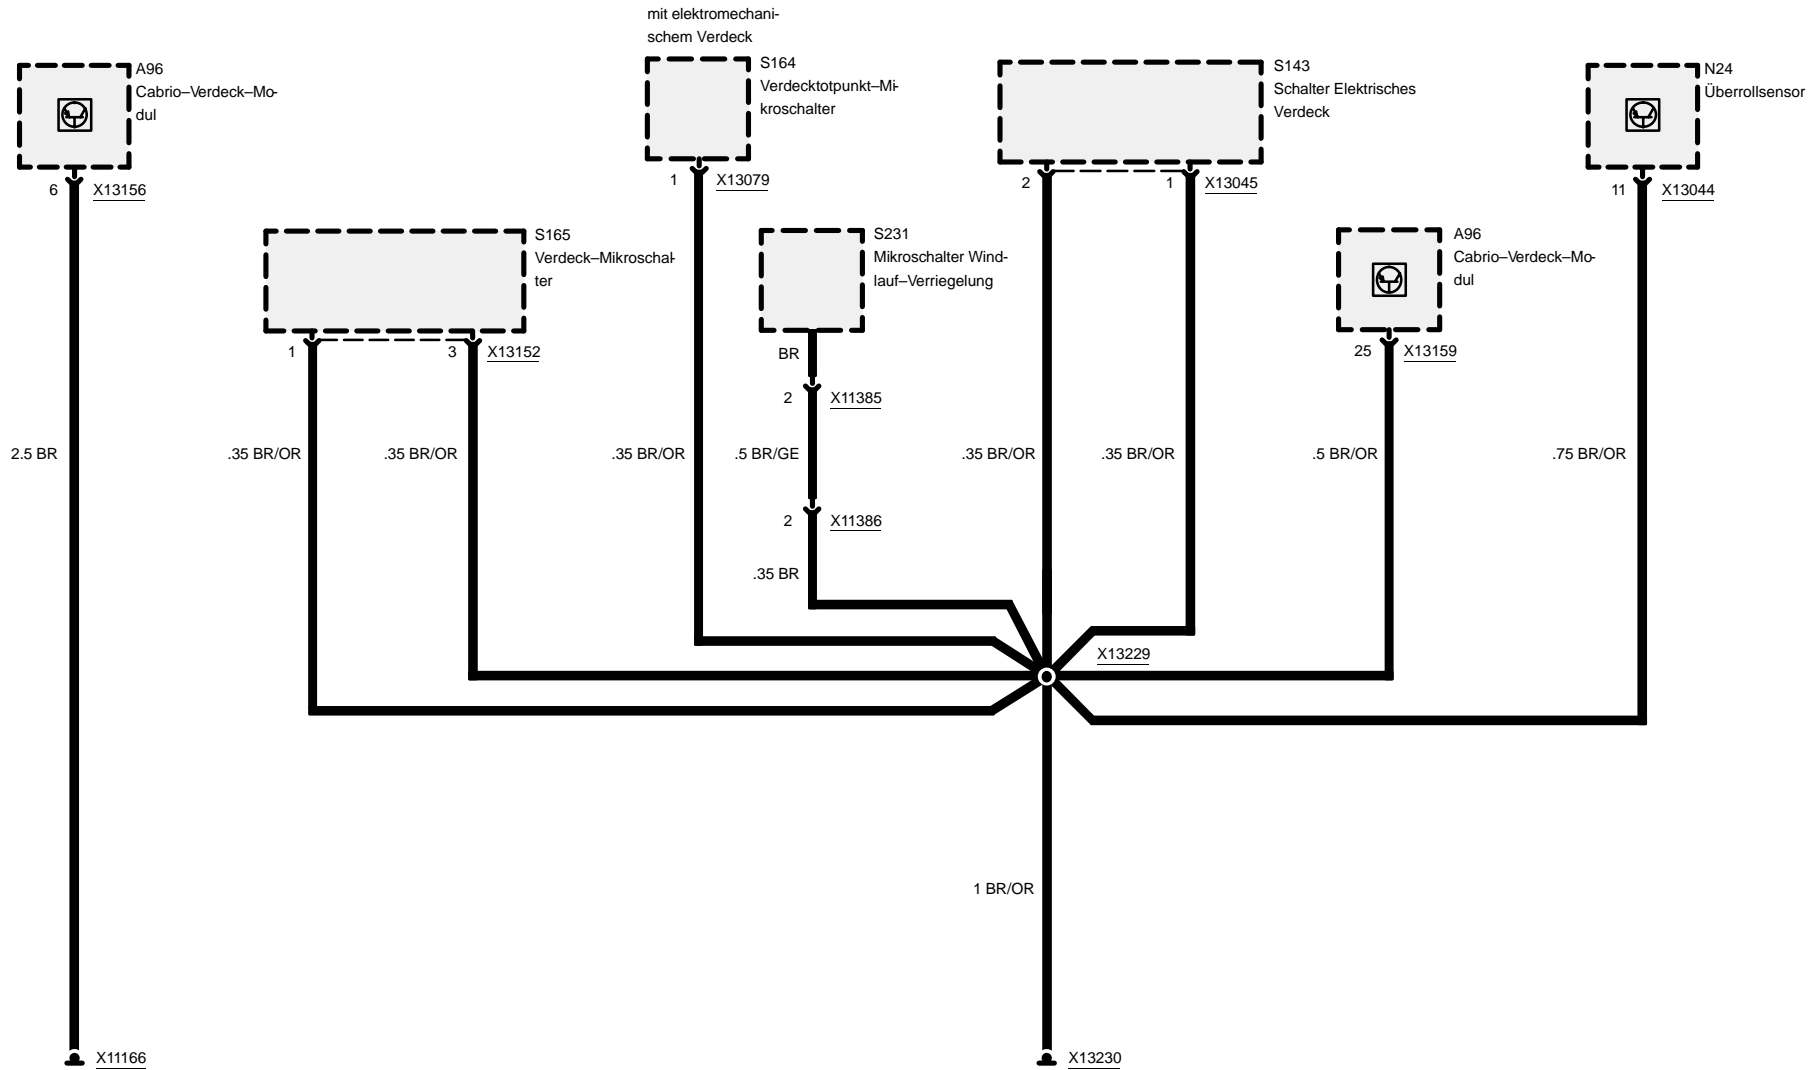 mit elektromechani-
schem Verdeck
A96
Cabrio–Verdeck–Mo-
dul
S164
Verdecktotpunkt–Mi-
kroschalter
S143
Schalter Elektrisches
Verdeck
N24
Überrollsensor
6 X13156
1 X13079
2
1 X13045
11 X13044
S165
Verdeck–Mikroschal-
ter
S231
Mikroschalter Wind-
lauf–Verriegelung
A96
Cabrio–Verdeck–Mo-
dul
1
3 X13152
BR
25 X13159
2 X11385
2.5 BR
.35 BR/OR
.35 BR/OR
.35 BR/OR
.5 BR/GE
.35 BR/OR
.35 BR/OR
.5 BR/OR
.75 BR/OR
2 X11386
.35 BR
X13229
1 BR/OR
X11166
X13230